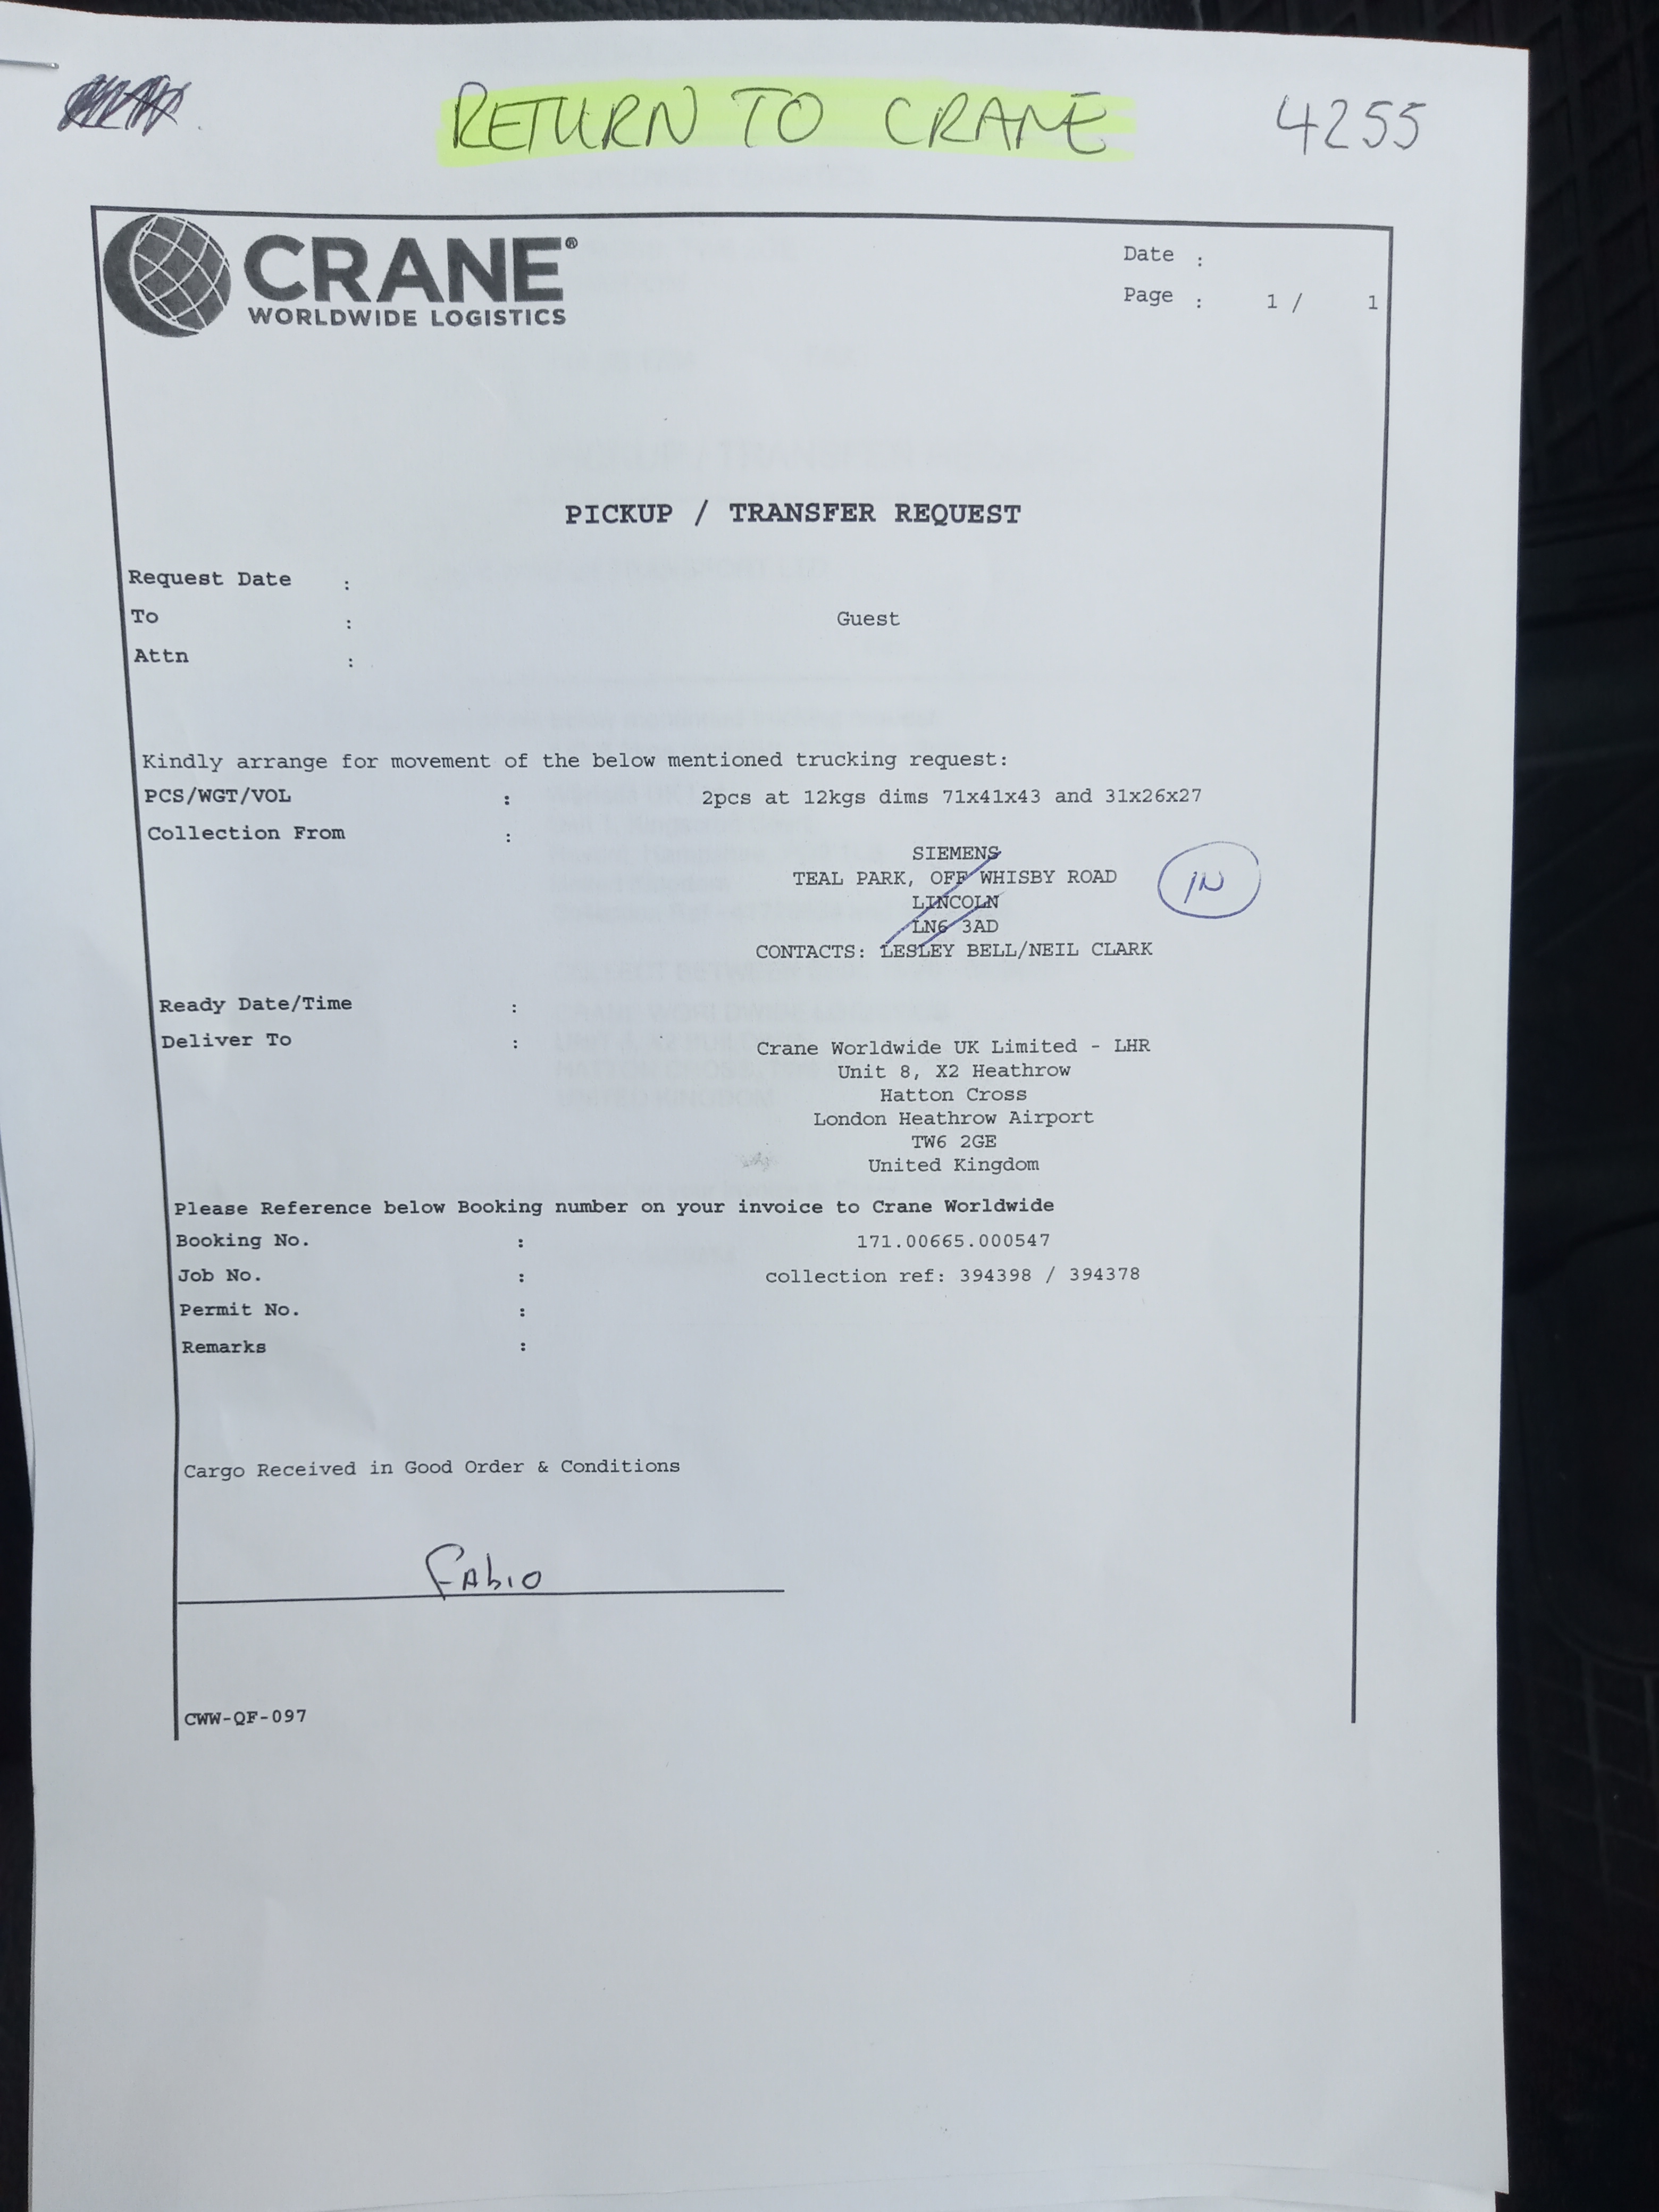 RETURN TO CRANE 4255
CRANE®
WORLDWIDE LOGISTICS
Date :
Page : 1 / 1
PICKUP / TRANSFER REQUEST
Request Date :
To : Guest
Attn :
Kindly arrange for movement of the below mentioned trucking request:
PCS/WGT/VOL : 2pcs at 12kgs dims 71x41x43 and 31x26x27
Collection From :
SIEMENS
TEAL PARK, OFF WHISBY ROAD
IN
LINCOLN
LN6 3AD
CONTACTS: LESLEY BELL/NEIL CLARK
Ready Date/Time :
Deliver To : Crane Worldwide UK Limited - LHR
Unit 8, X2 Heathrow
Hatton Cross
London Heathrow Airport
TW6 2GE
United Kingdom
Please Reference below Booking number on your invoice to Crane Worldwide
Booking No. : 171.00665.000547
Job No. : collection ref: 394398 / 394378
Permit No. :
Remarks :
Cargo Received in Good Order & Conditions
FAbIO
CWW-QF-097